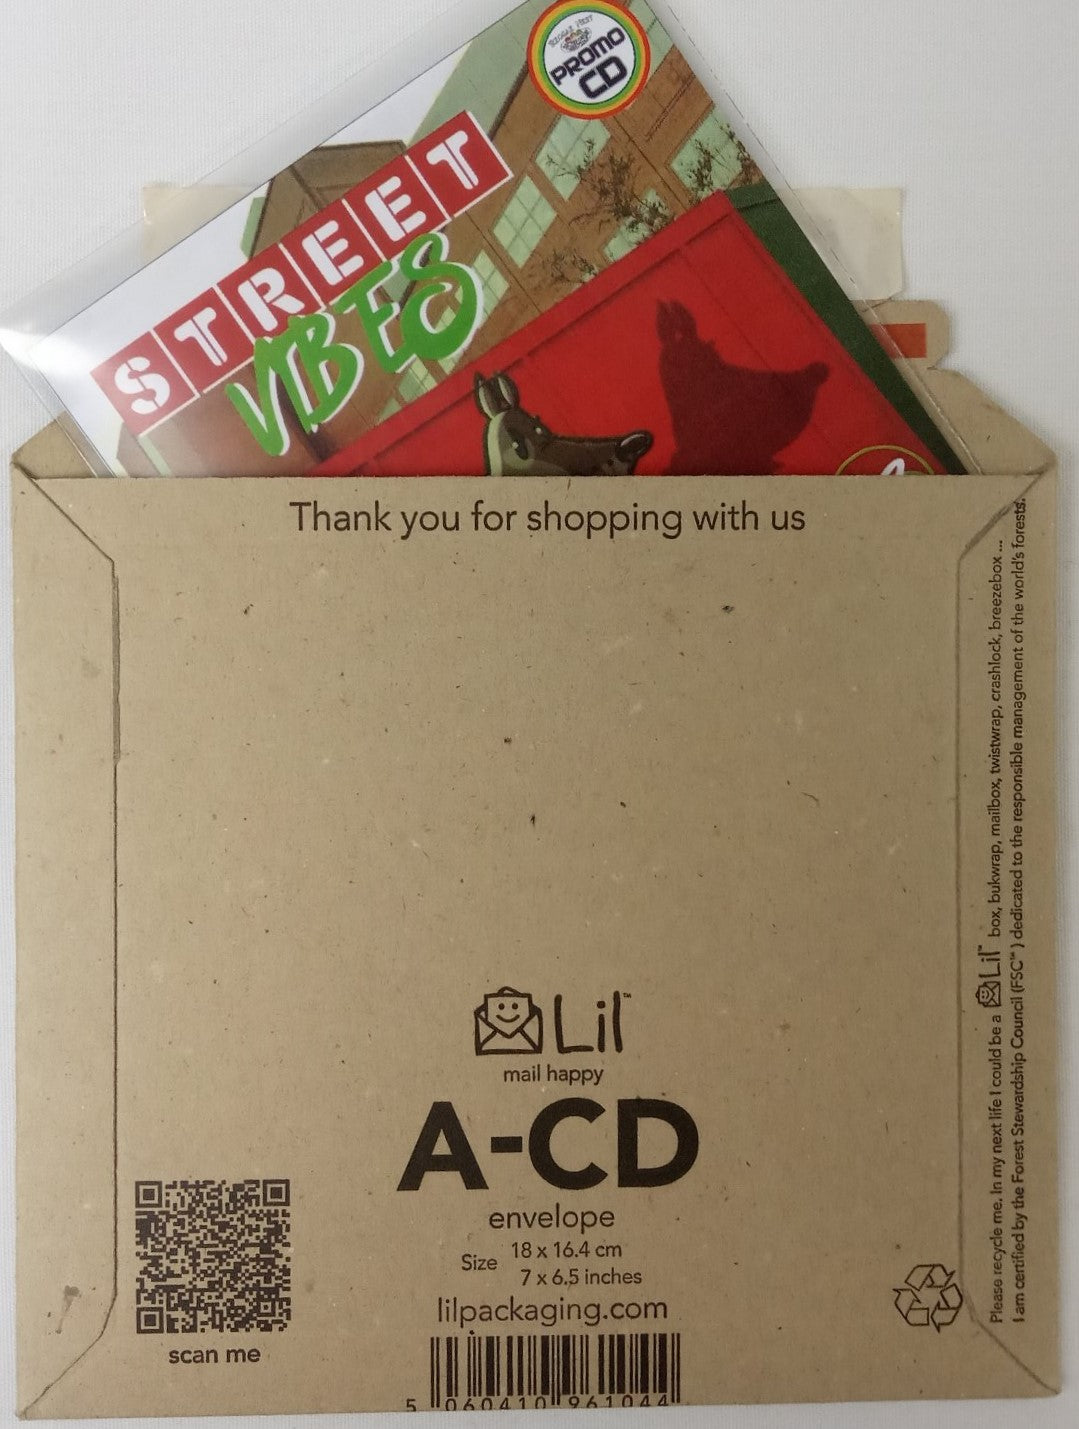 PROMO
CD
STREET
VIBES
Thank you for shopping with us
Lil™
mail happy
A-CD
envelope
Size 18 x 16.4 cm
7 x 6.5 inches
lilpackaging.com
scan me
5 060410 961044
Please recycle me. In my next life I could be a Lil™ box, bukwrap, mailbox, twistwrap, crashlock, breezebox ...
I am certified by the Forest Stewardship Council (FSC™) dedicated to the responsible management of the world's forests.